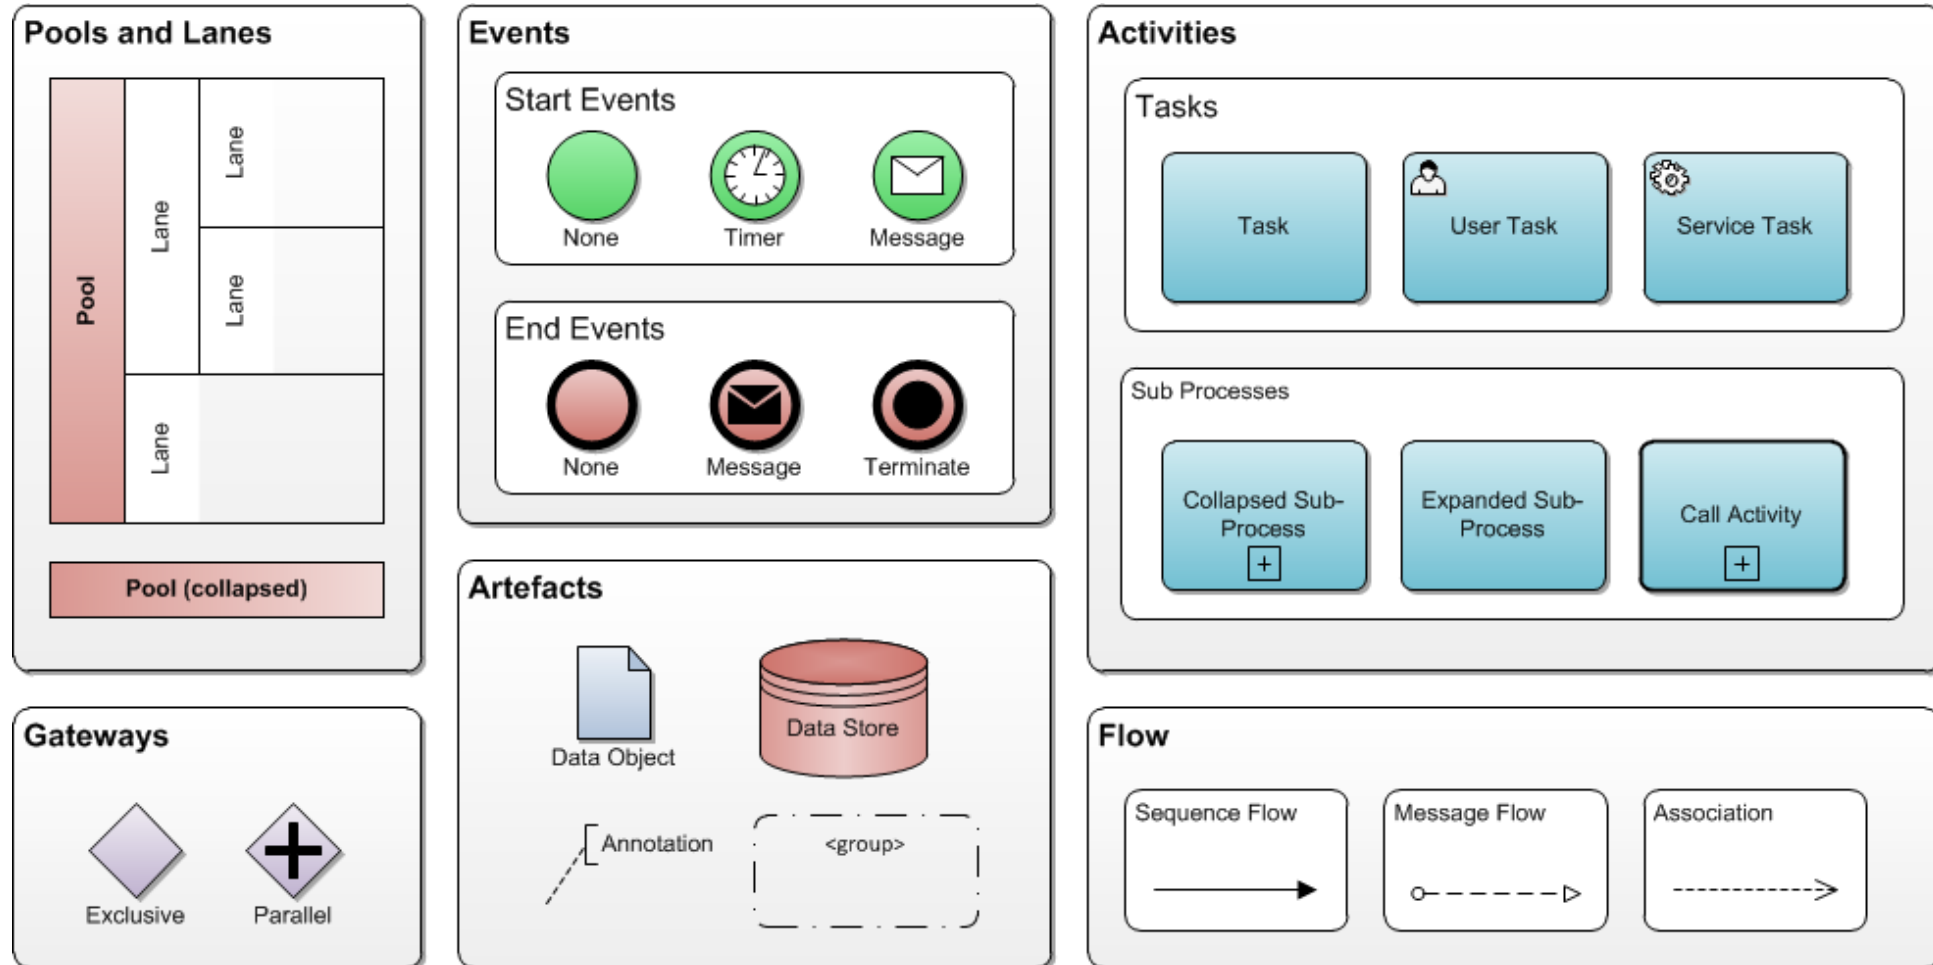 Pools and Lanes
Pool
Lane
Lane
Lane
Lane
Pool (collapsed)
Gateways
Exclusive
Parallel
Events
Start Events
None
Timer
Message
End Events
None
Message
Terminate
Artefacts
Data Object
Data Store
Annotation
<group>
Activities
Tasks
Task
User Task
Service Task
Sub Processes
Collapsed Sub-
Process
Expanded Sub-
Process
Call Activity
Flow
Sequence Flow
Message Flow
Association